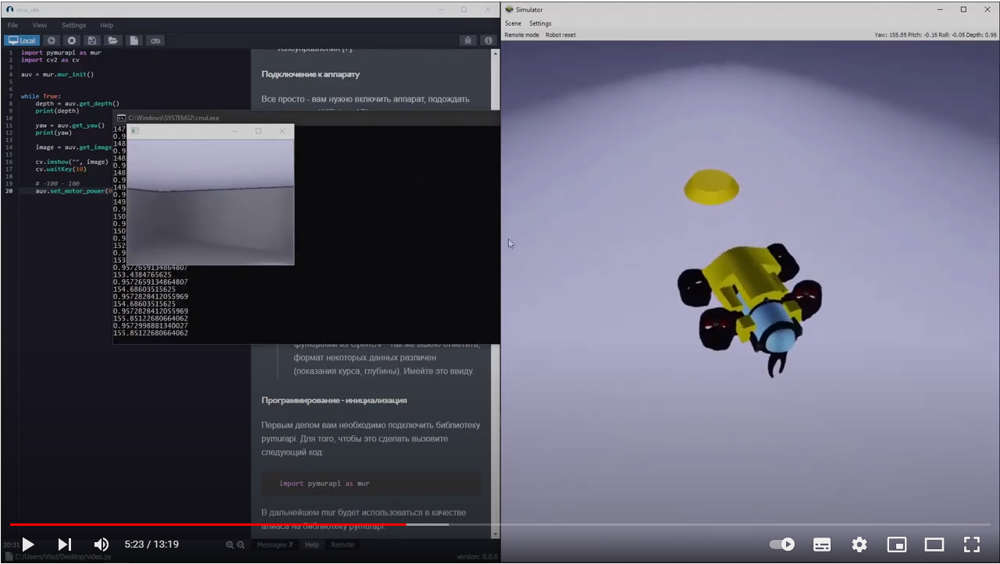 mur_ide
File View Settings Help
Local
1 import pymurapi as mur
2 import cv2 as cv
3
4 auv = mur.mur_init()
5
6
7 while True:
8 depth = auv.get_depth()
9 print(depth)
10
11 yaw = auv.get_yaw()
12 print(yaw)
13
14 image = auv.get_image
15
16 cv.imshow("", image)
17 cv.waitKey(10)
18
19 # -100 - 100
20 auv.set_motor_power(0
Подключение к аппарату
Все просто - вам нужно включить аппарат, подождать
C:\Windows\SYSTEM32\cmd.exe
147
0.9
148
0.9
148
0.9
148
0.9
149
0.9
149
0.9
150
0.9
150
0.9
152
0.9
153
0.9572659134864807
153.4384765625
0.9572659134864807
154.68603515625
0.9572828412055969
154.68603515625
0.9572828412055969
155.85122680664062
0.9572998881340027
155.85122680664062
функциями из OpenCV . Так же важно отметить,
формат некоторых данных различен
(показания курса, глубины). Имейте это ввиду.
Программирование - инициализация
Первым делом вам необходимо подключить библиотеку
pymurapi. Для того, чтобы это сделать вызовите
следующий код:
import pymurapi as mur
В дальнейшем mur будет использоваться в качестве
алиаса на библиотеку pymurapi.
20:31
Messages 7 Help Remote
C:/Users/Vlad/Desktop/video.py
version: 0.0.6
Simulator
Scene Settings
Remote mode Robot reset
Yaw: 155.85 Pitch: -0.16 Roll: -0.05 Depth: 0.96
5:23 / 13:19